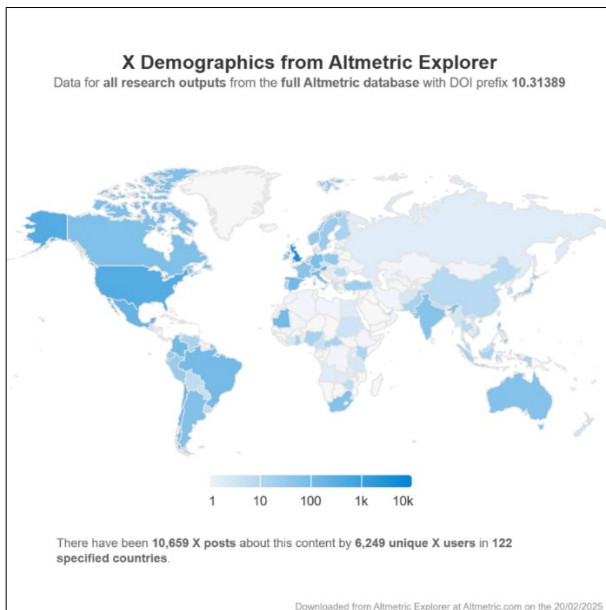 X Demographics from Altmetric Explorer
Data for all research outputs from the full Altmetric database with DOI prefix 10.31389
1 10 100 1k 10k
There have been 10,659 X posts about this content by 6,249 unique X users in 122
specified countries.
Downloaded from Altmetric Explorer at Altmetric.com on the 20/02/2025